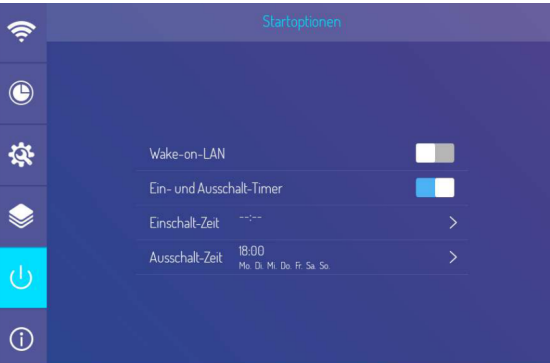 Startoptionen
Wake-on-LAN
Ein- und Ausschalt-Timer
Einschalt-Zeit --:--
Ausschalt-Zeit 18:00
Mo. Di. Mi. Do. Fr. Sa. So.